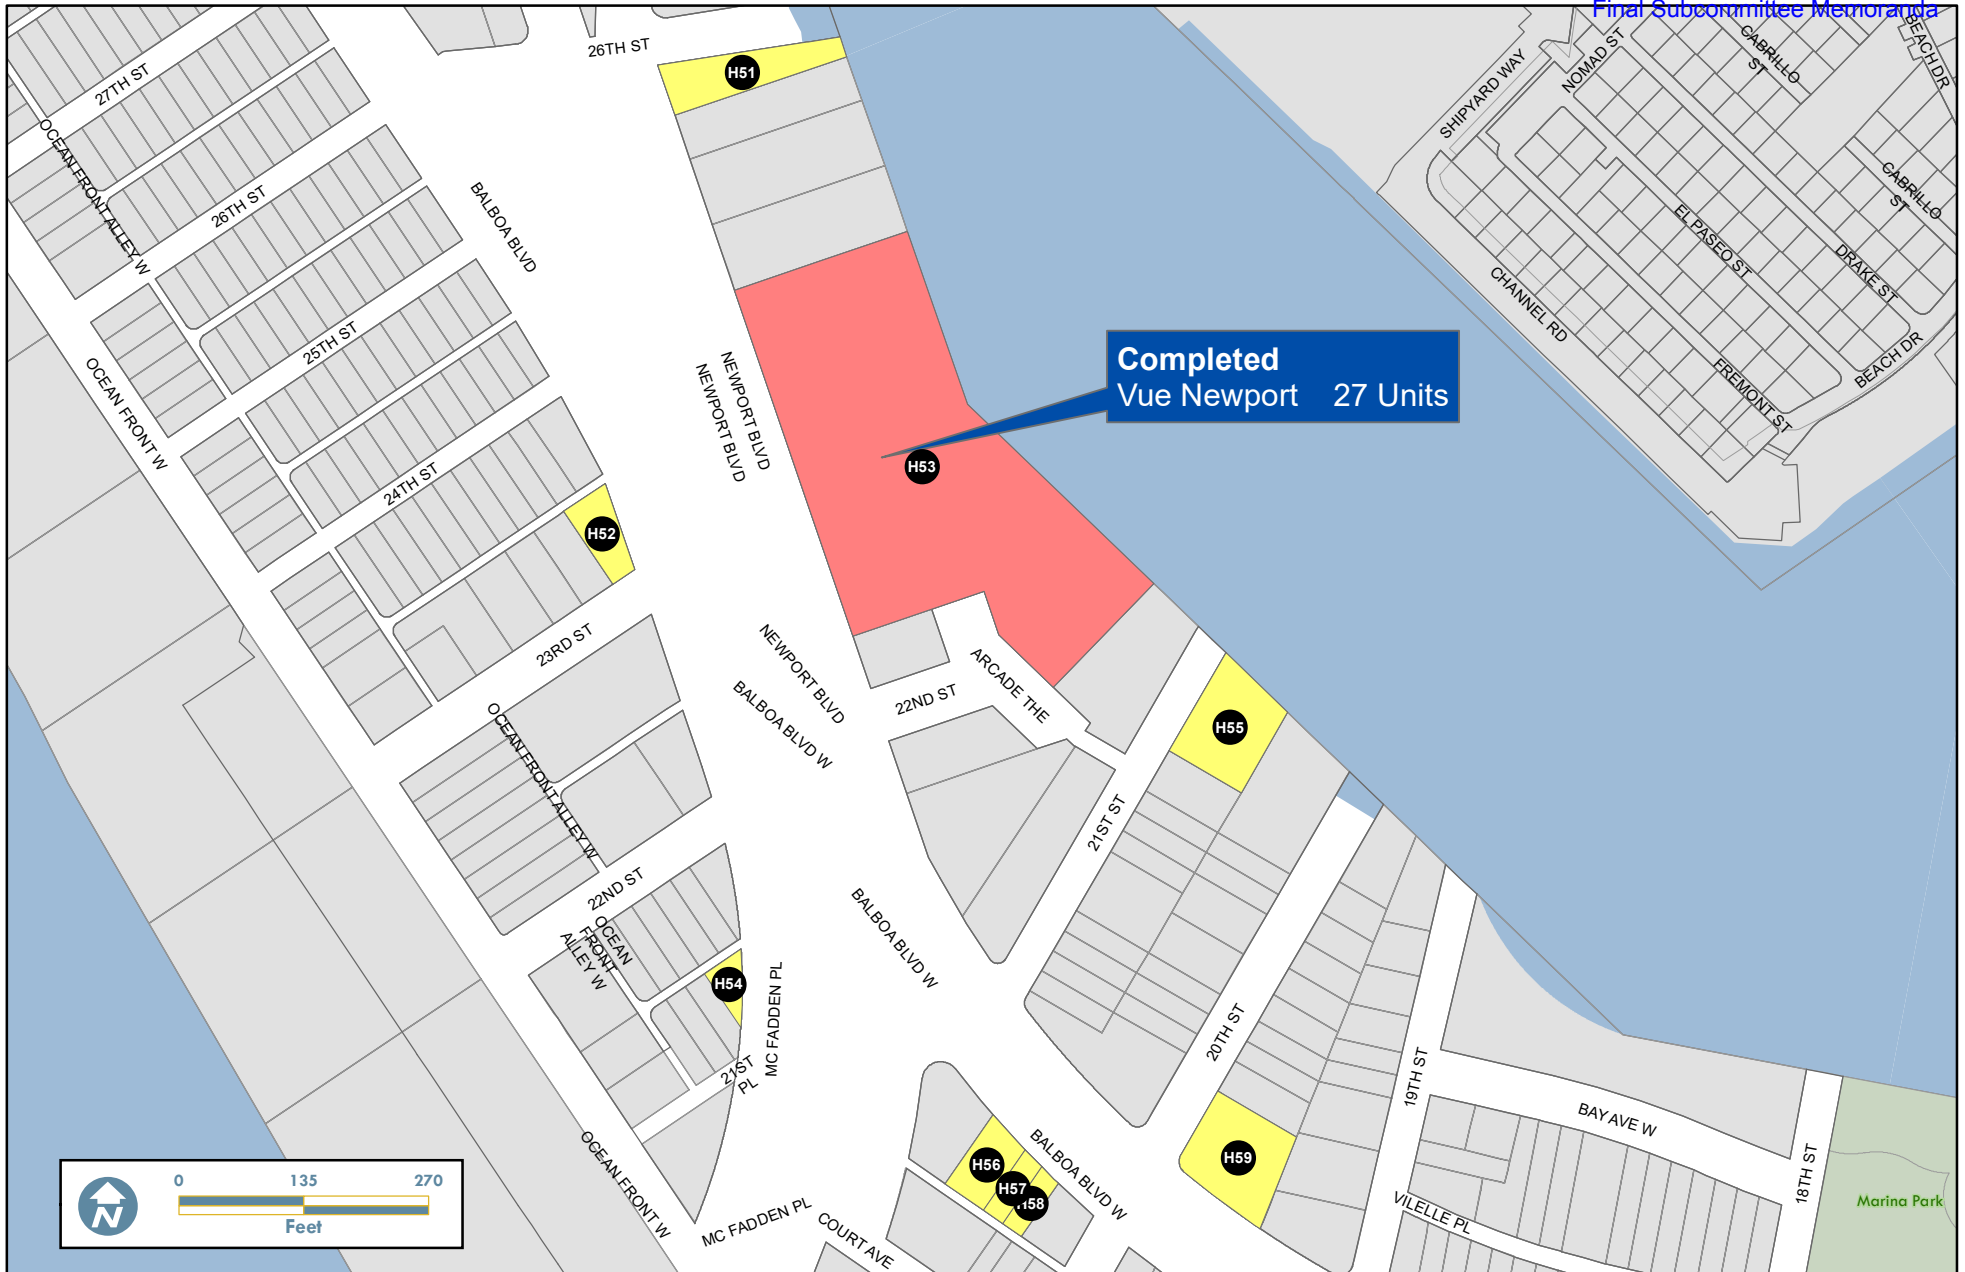 Final Subcommittee Memoranda
26TH ST
27TH ST
OCEAN FRONT ALLEY W
26TH ST
BALBOA BLVD
25TH ST
OCEAN FRONT W
24TH ST
NEWPORT BLVD
NEWPORT BLVD
H51
Completed
Vue Newport 27 Units
H53
H52
SHIPYARD WAY
NOMAD ST
CABRILLO
ST
BEACH DR
CABRILLO
ST
EL PASEO ST
DRAKE ST
CHANNEL RD
FREMONT ST
BEACH DR
23RD ST
NEWPORT BLVD
BALBOA BLVD W
22ND ST
ARCADE THE
OCEAN FRONT ALLEY W
H55
21ST ST
22ND ST
OCEAN
FRONT
ALLEY W
BALBOA BLVD W
H54
MC FADDEN PL
21ST
PL
20TH ST
19TH ST
BAY AVE W
18TH ST
OCEAN FRONT W
MC FADDEN PL
COURT AVE
H56
H57
H58
BALBOA BLVD W
H59
VILELLE PL
Marina Park
N
0 135 270
Feet